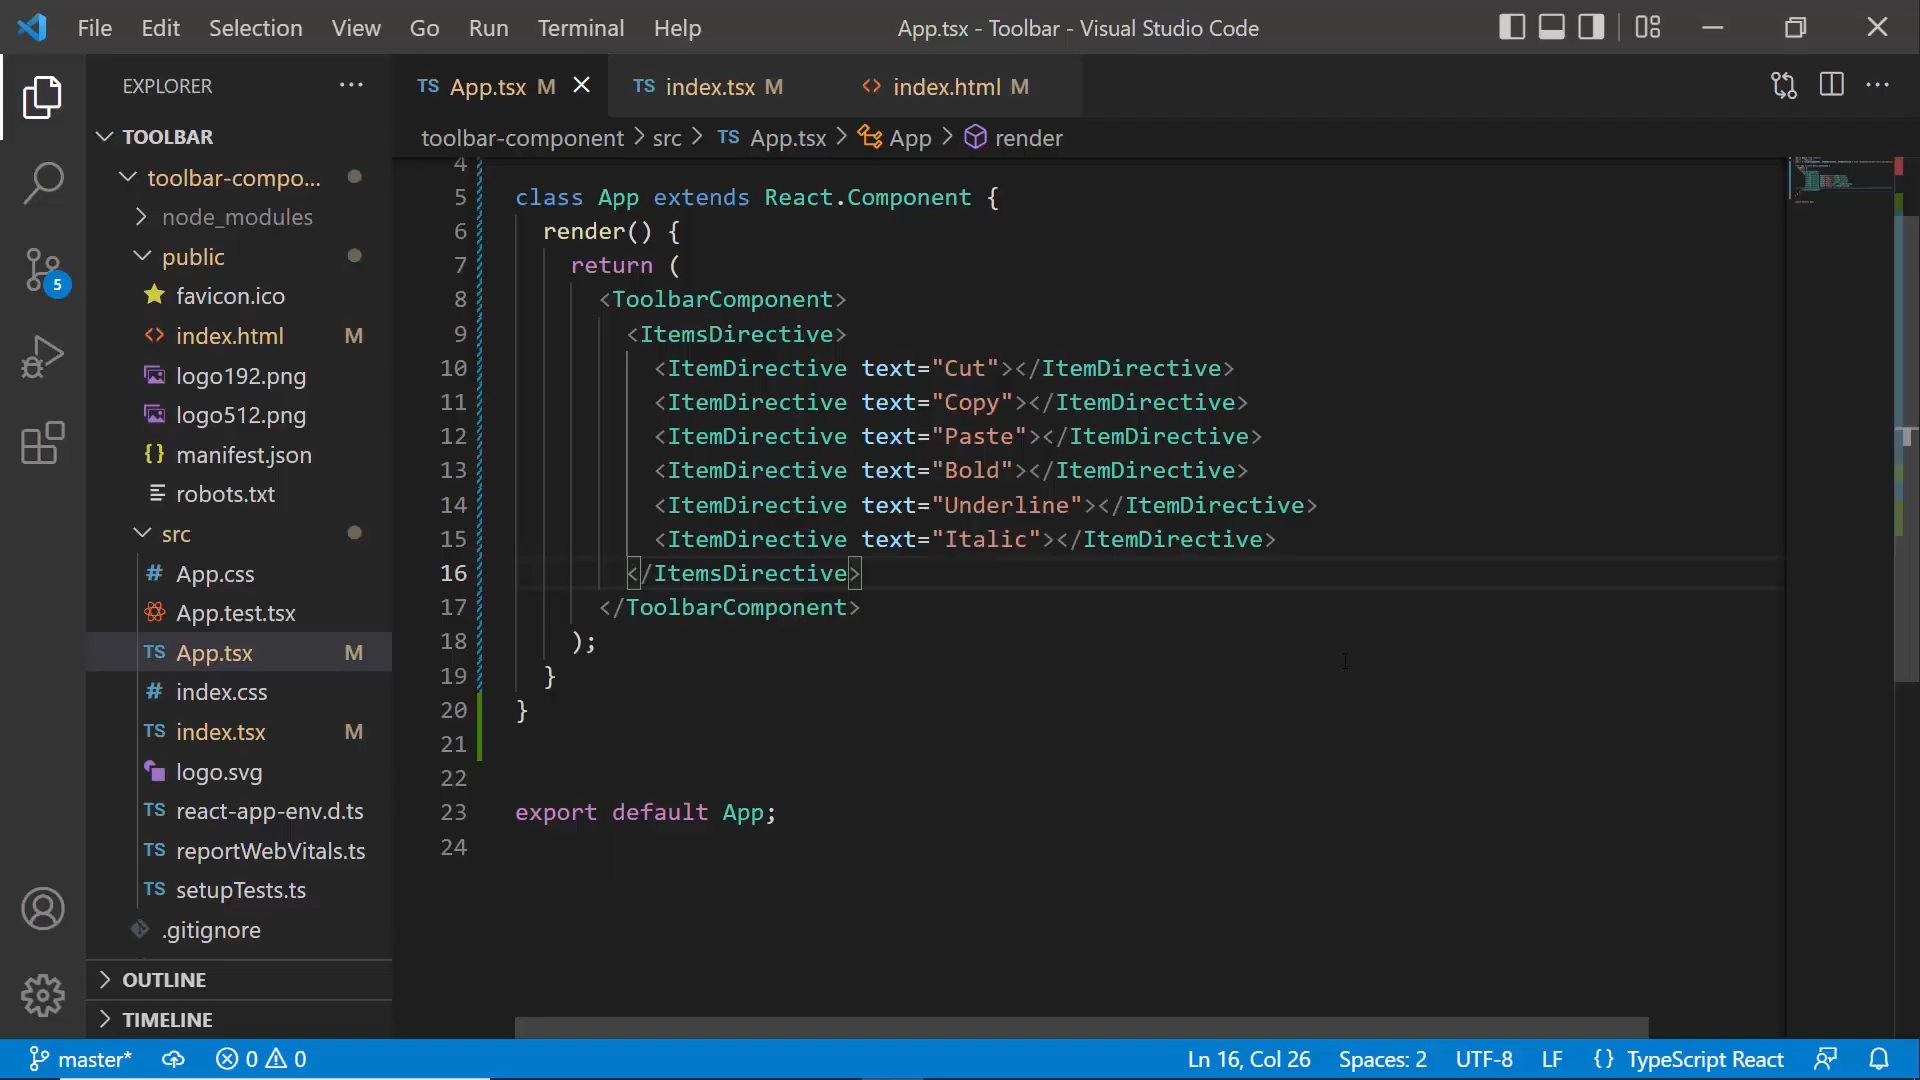 File Edit Selection View Go Run Terminal Help
App.tsx - Toolbar - Visual Studio Code
EXPLORER
TOOLBAR
toolbar-compo...
node_modules
public
favicon.ico
index.html M
logo192.png
logo512.png
manifest.json
robots.txt
src
App.css
App.test.tsx
TS App.tsx M
index.css
TS index.tsx M
logo.svg
TS react-app-env.d.ts
TS reportWebVitals.ts
TS setupTests.ts
.gitignore
OUTLINE
TIMELINE
5
TS App.tsx M
TS index.tsx M
<> index.html M
toolbar-component > src > TS App.tsx > App > render
4
5 class App extends React.Component {
6 render() {
7 return (
8 <ToolbarComponent>
9 <ItemsDirective>
10 <ItemDirective text="Cut"></ItemDirective>
11 <ItemDirective text="Copy"></ItemDirective>
12 <ItemDirective text="Paste"></ItemDirective>
13 <ItemDirective text="Bold"></ItemDirective>
14 <ItemDirective text="Underline"></ItemDirective>
15 <ItemDirective text="Italic"></ItemDirective>
16 </ItemsDirective>
17 </ToolbarComponent>
18 );
19 }
20 }
21
22
23 export default App;
24
master* 0 0
Ln 16, Col 26 Spaces: 2 UTF-8 LF {} TypeScript React